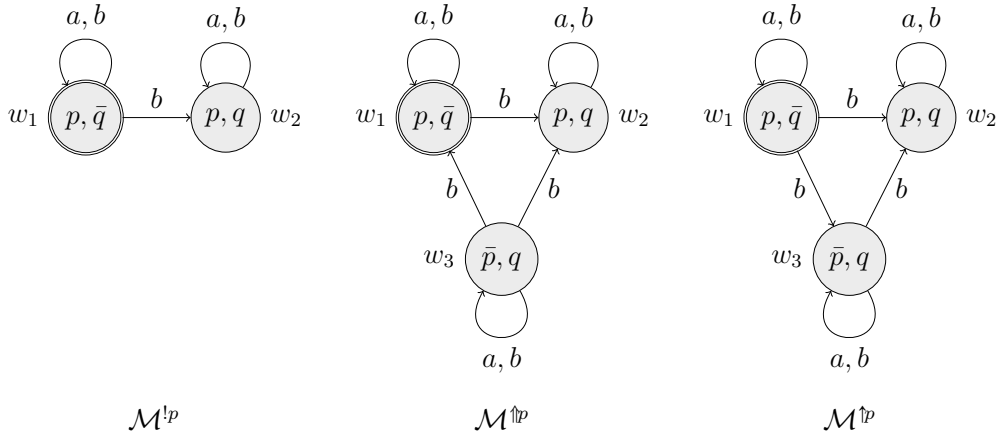 a, b a, b a, b a, b a, b a, b
w₁ p, q̄ b p, q w₂ w₁ p, q̄ b p, q w₂ w₁ p, q̄ b p, q w₂
b b b b
w₃ p̄, q w₃ p̄, q
a, b a, b
ℳ^{!p} ℳ^{⇑p} ℳ^{↑p}